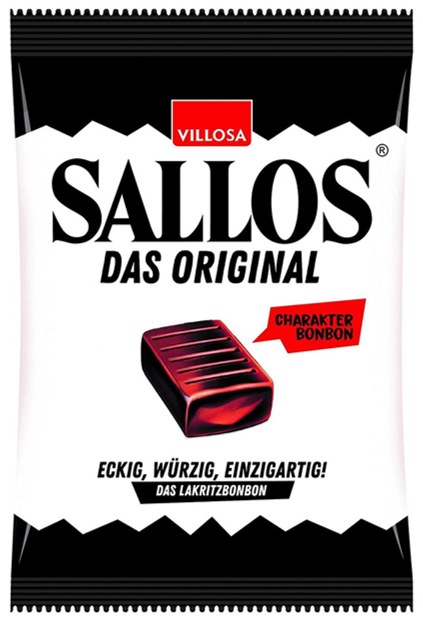 VILLOSA
SALLOS®
DAS ORIGINAL
CHARAKTER
BONBON
ECKIG, WÜRZIG, EINZIGARTIG!
DAS LAKRITZBONBON